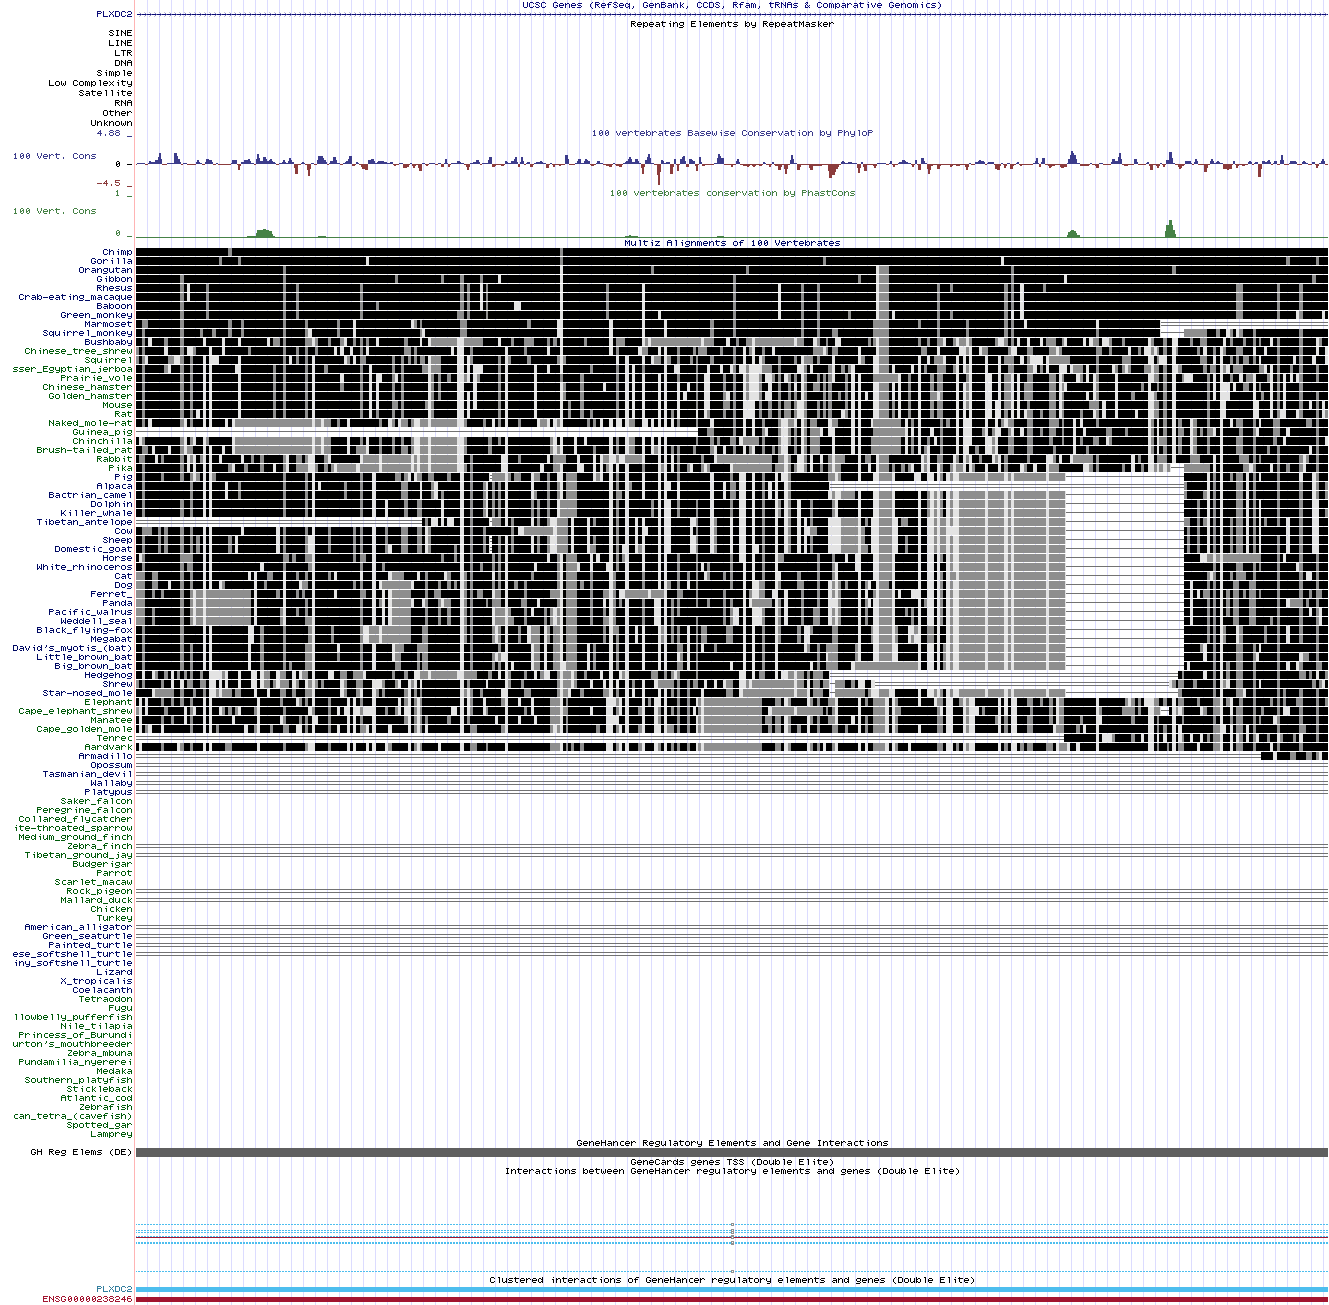 UCSC Genes (RefSeq, GenBank, CCDS, Rfam, tRNAs & Comparative Genomics)
PLXDC2
Repeating Elements by RepeatMasker
SINE
LINE
LTR
DNA
Simple
Low Complexity
Satellite
RNA
Other
Unknown
4.88 _
100 vertebrates Basewise Conservation by PhyloP
100 Vert. Cons
0 _
-4.5 _
100 vertebrates conservation by PhastCons
1 _
100 Vert. Cons
0 _
Multiz Alignments of 100 Vertebrates
Chimp
Gorilla
Orangutan
Gibbon
Rhesus
Crab-eating_macaque
Baboon
Green_monkey
Marmoset
Squirrel_monkey
Bushbaby
Chinese_tree_shrew
Squirrel
sser_Egyptian_jerboa
Prairie_vole
Chinese_hamster
Golden_hamster
Mouse
Rat
Naked_mole-rat
Guinea_pig
Chinchilla
Brush-tailed_rat
Rabbit
Pika
Pig
Alpaca
Bactrian_camel
Dolphin
Killer_whale
Tibetan_antelope
Cow
Sheep
Domestic_goat
Horse
White_rhinoceros
Cat
Dog
Ferret_
Panda
Pacific_walrus
Weddell_seal
Black_flying-fox
Megabat
David's_myotis_(bat)
Little_brown_bat
Big_brown_bat
Hedgehog
Shrew
Star-nosed_mole
Elephant
Cape_elephant_shrew
Manatee
Cape_golden_mole
Tenrec
Aardvark
Armadillo
Opossum
Tasmanian_devil
Wallaby
Platypus
Saker_falcon
Peregrine_falcon
Collared_flycatcher
ite-throated_sparrow
Medium_ground_finch
Zebra_finch
Tibetan_ground_jay
Budgerigar
Parrot
Scarlet_macaw
Rock_pigeon
Mallard_duck
Chicken
Turkey
American_alligator
Green_seaturtle
Painted_turtle
ese_softshell_turtle
iny_softshell_turtle
Lizard
X_tropicalis
Coelacanth
Tetraodon
Fugu
llowbelly_pufferfish
Nile_tilapia
Princess_of_Burundi
urton's_mouthbreeder
Zebra_mbuna
Pundamilia_nyererei
Medaka
Southern_platyfish
Stickleback
Atlantic_cod
Zebrafish
can_tetra_(cavefish)
Spotted_gar
Lamprey
GeneHancer Regulatory Elements and Gene Interactions
GH Reg Elems (DE)
GeneCards genes TSS (Double Elite)
Interactions between GeneHancer regulatory elements and genes (Double Elite)
Clustered interactions of GeneHancer regulatory elements and genes (Double Elite)
PLXDC2
ENSG00000238246